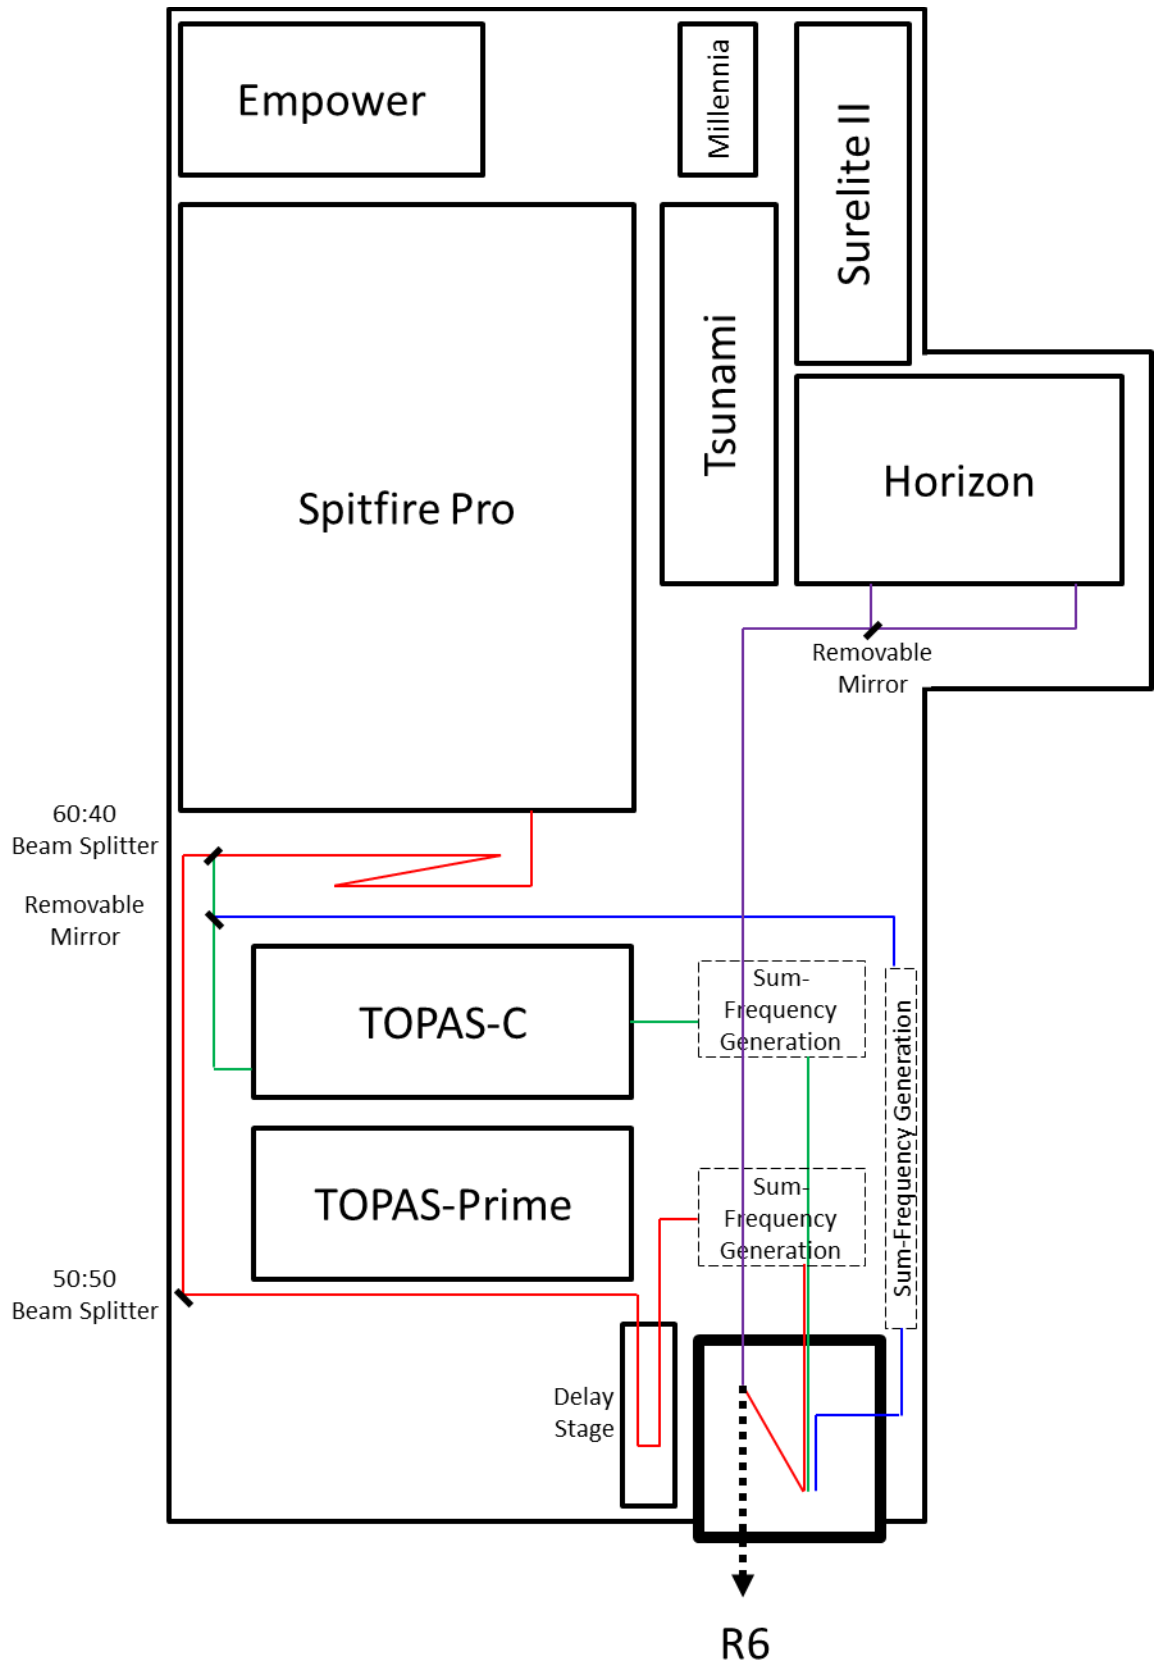 Empower
Millennia
Surelite II
Spitfire Pro
Tsunami
Horizon
Removable
Mirror
60:40
Beam Splitter
Removable
Mirror
TOPAS-C
Sum-
Frequency
Generation
Sum-Frequency Generation
TOPAS-Prime
Sum-
Frequency
Generation
50:50
Beam Splitter
Delay
Stage
R6